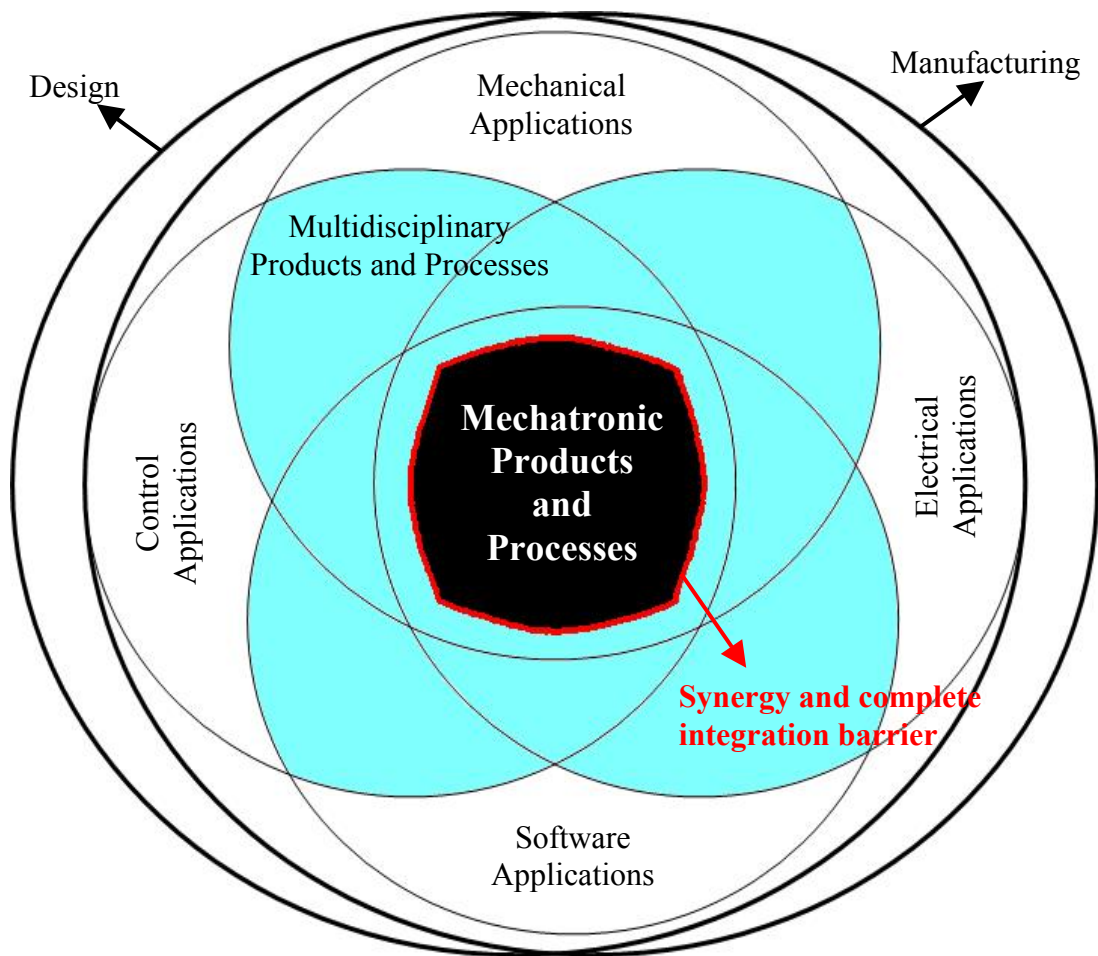 Design
Manufacturing
Mechanical
Applications
Multidisciplinary
Products and Processes
Control
Applications
Mechatronic
Products
and
Processes
Electrical
Applications
Synergy and complete
integration barrier
Software
Applications